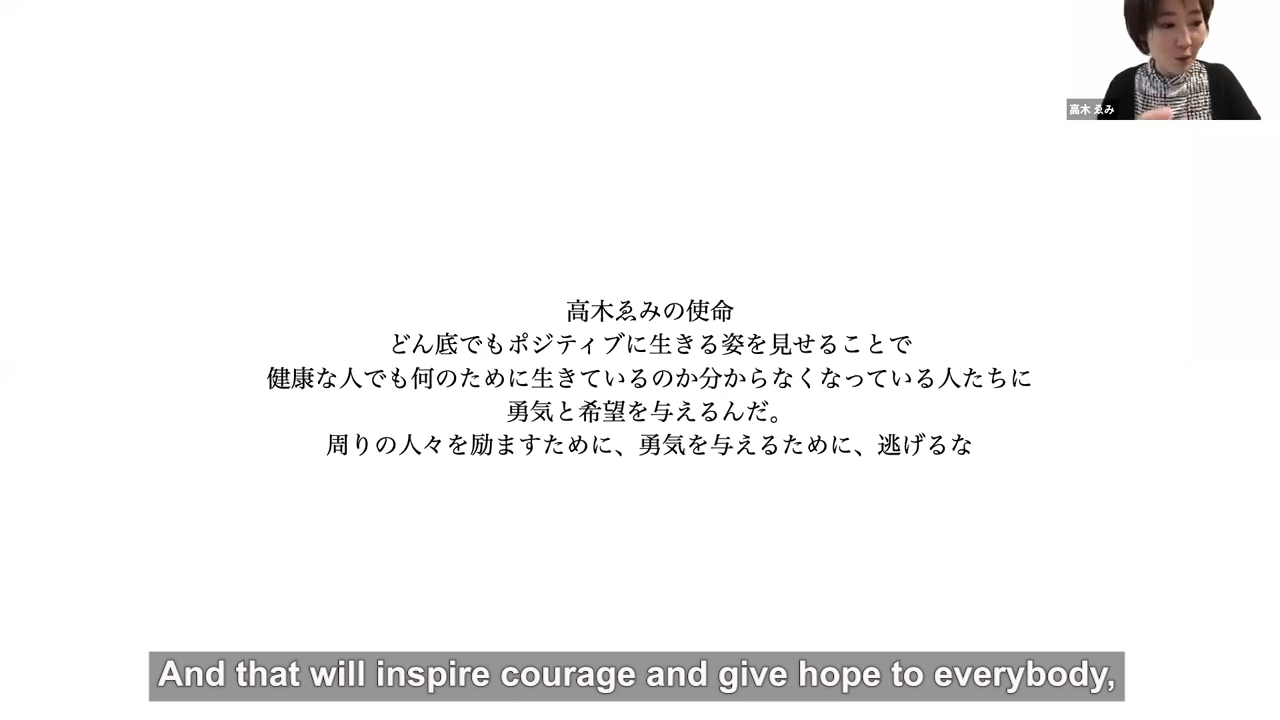 高木 ゑみ
高木ゑみの使命
どん底でもポジティブに生きる姿を見せることで
健康な人でも何のために生きているのか分からなくなっている人たちに
勇気と希望を与えるんだ。
周りの人々を励ますために、勇気を与えるために、逃げるな
And that will inspire courage and give hope to everybody,